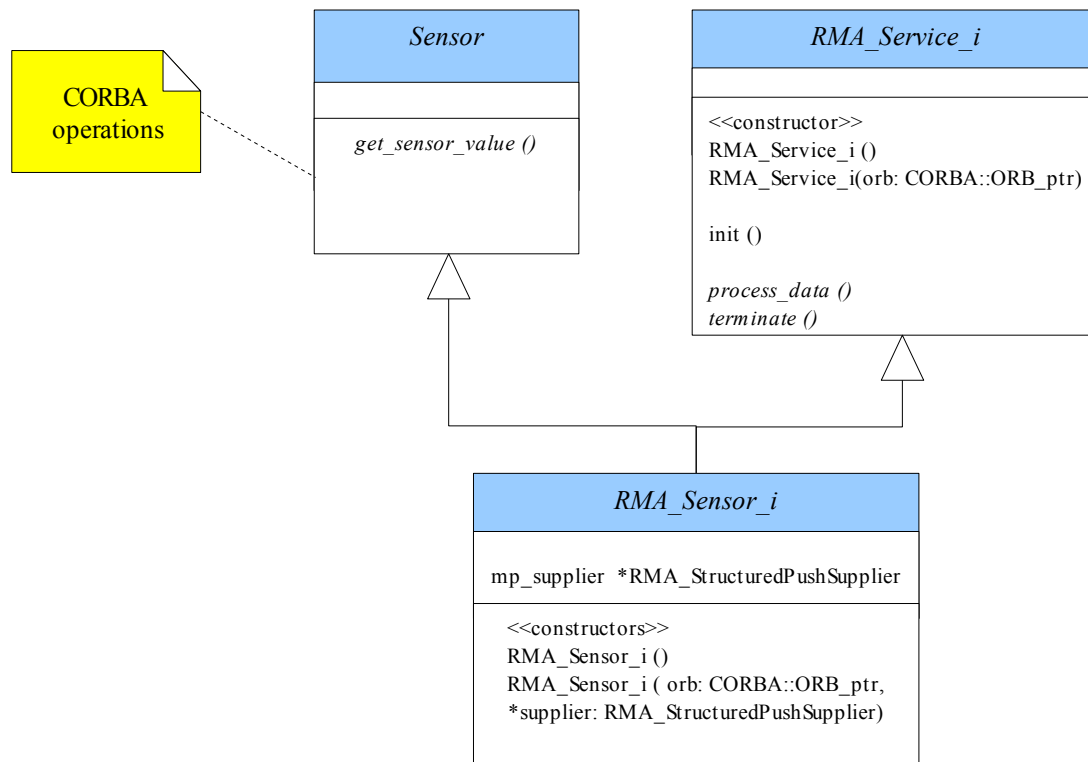 CORBA
operations
Sensor
get_sensor_value ()
RMA_Service_i
<<constructor>>
RMA_Service_i ()
RMA_Service_i(orb: CORBA::ORB_ptr)
init ()
process_data ()
terminate ()
RMA_Sensor_i
mp_supplier *RMA_StructuredPushSupplier
<<constructors>>
RMA_Sensor_i ()
RMA_Sensor_i ( orb: CORBA::ORB_ptr,
*supplier: RMA_StructuredPushSupplier)